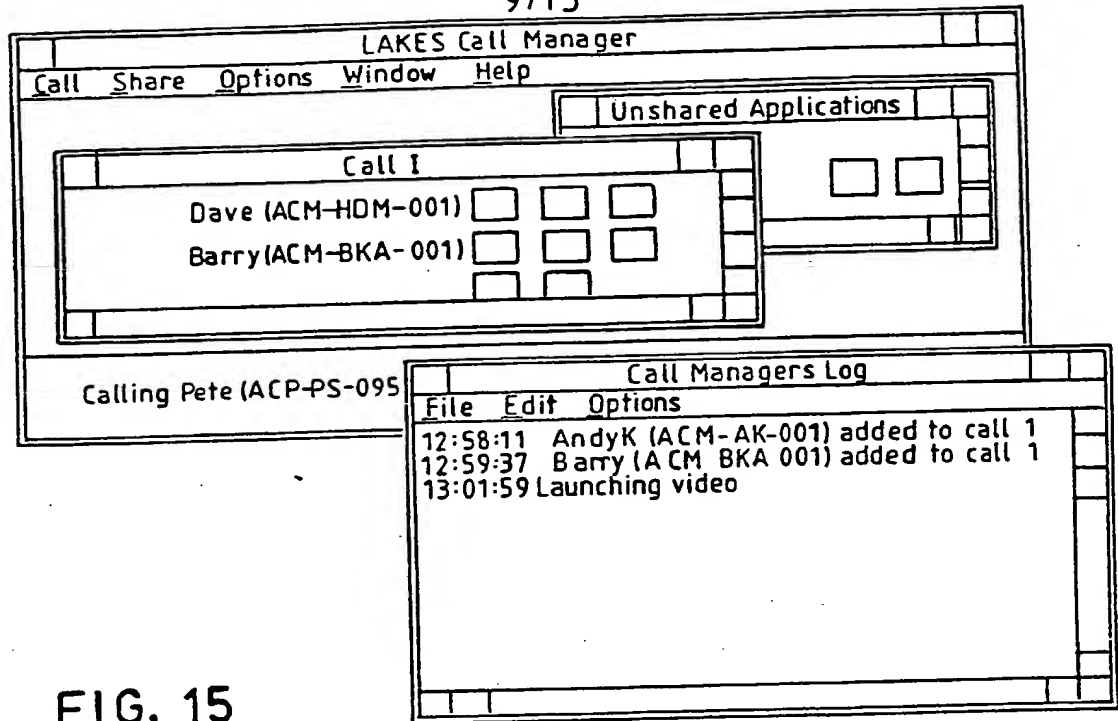 9/15
LAKES Call Manager
Call Share Options Window Help
Unshared Applications
Call I
Dave (ACM-HDM-001)
Barry (ACM-BKA-001)
Calling Pete (ACP-PS-095
Call Managers Log
File Edit Options
12:58:11 AndyK (ACM-AK-001) added to call 1
12:59:37 Barry (ACM BKA 001) added to call 1
13:01:59 Launching video
FIG. 15